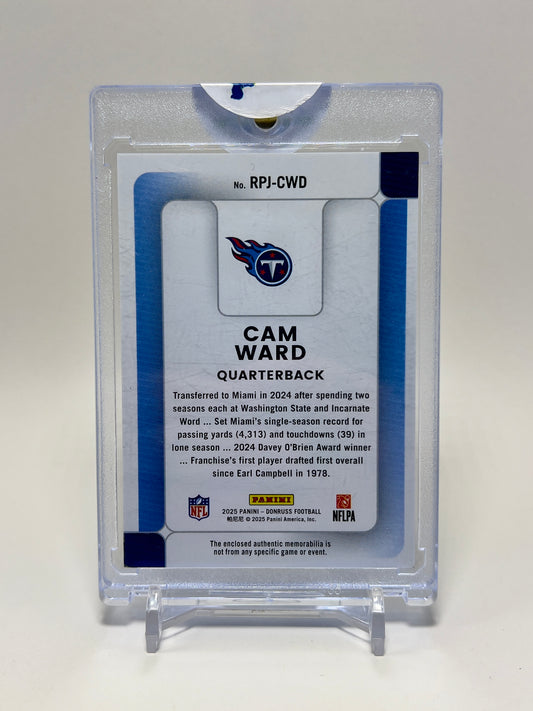 No. RPJ-CWD
T
CAM
WARD
QUARTERBACK
Transferred to Miami in 2024 after spending two
seasons each at Washington State and Incarnate
Word ... Set Miami's single-season record for
passing yards (4,313) and touchdowns (39) in
lone season ... 2024 Davey O'Brien Award winner
... Franchise's first player drafted first overall
since Earl Campbell in 1978.
NFL
PANINI
2025 PANINI – DONRUSS FOOTBALL
帕尼尼 © 2025 Panini America, Inc.
NFLPA
The enclosed authentic memorabilia is
not from any specific game or event.